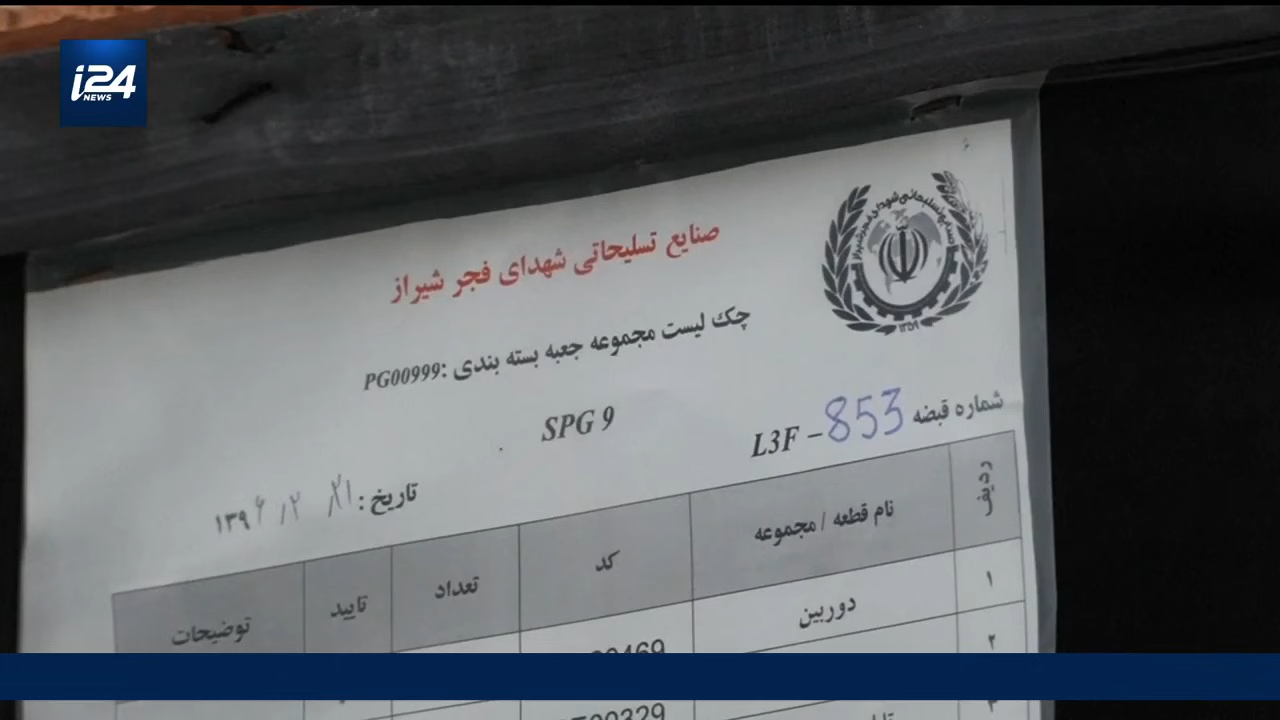 i24
NEWS
صنایع تسلیحاتی شهدای فجر شیراز
چک لیست مجموعه جعبه بسته بندی :PG00999
SPG 9
شماره قبضه L3F – 853
تاریخ : ۱۳۹۶/۲/۲۱
ردیف نام قطعه / مجموعه کد تعداد تایید توضیحات
۱ دوربین
۲